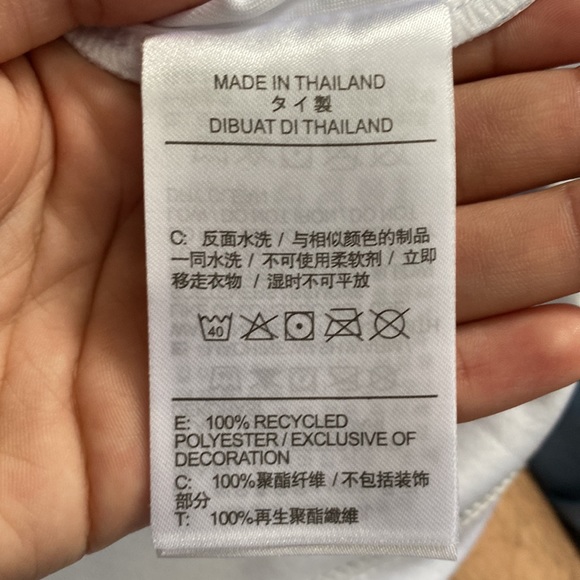 MADE IN THAILAND
タイ製
DIBUAT DI THAILAND
C: 反面水洗 / 与相似颜色的制品
一同水洗 / 不可使用柔软剂 / 立即
移走衣物 / 湿时不可平放
40
E: 100% RECYCLED
POLYESTER / EXCLUSIVE OF
DECORATION
C: 100%聚酯纤维 / 不包括装饰
部分
T: 100%再生聚酯纖維